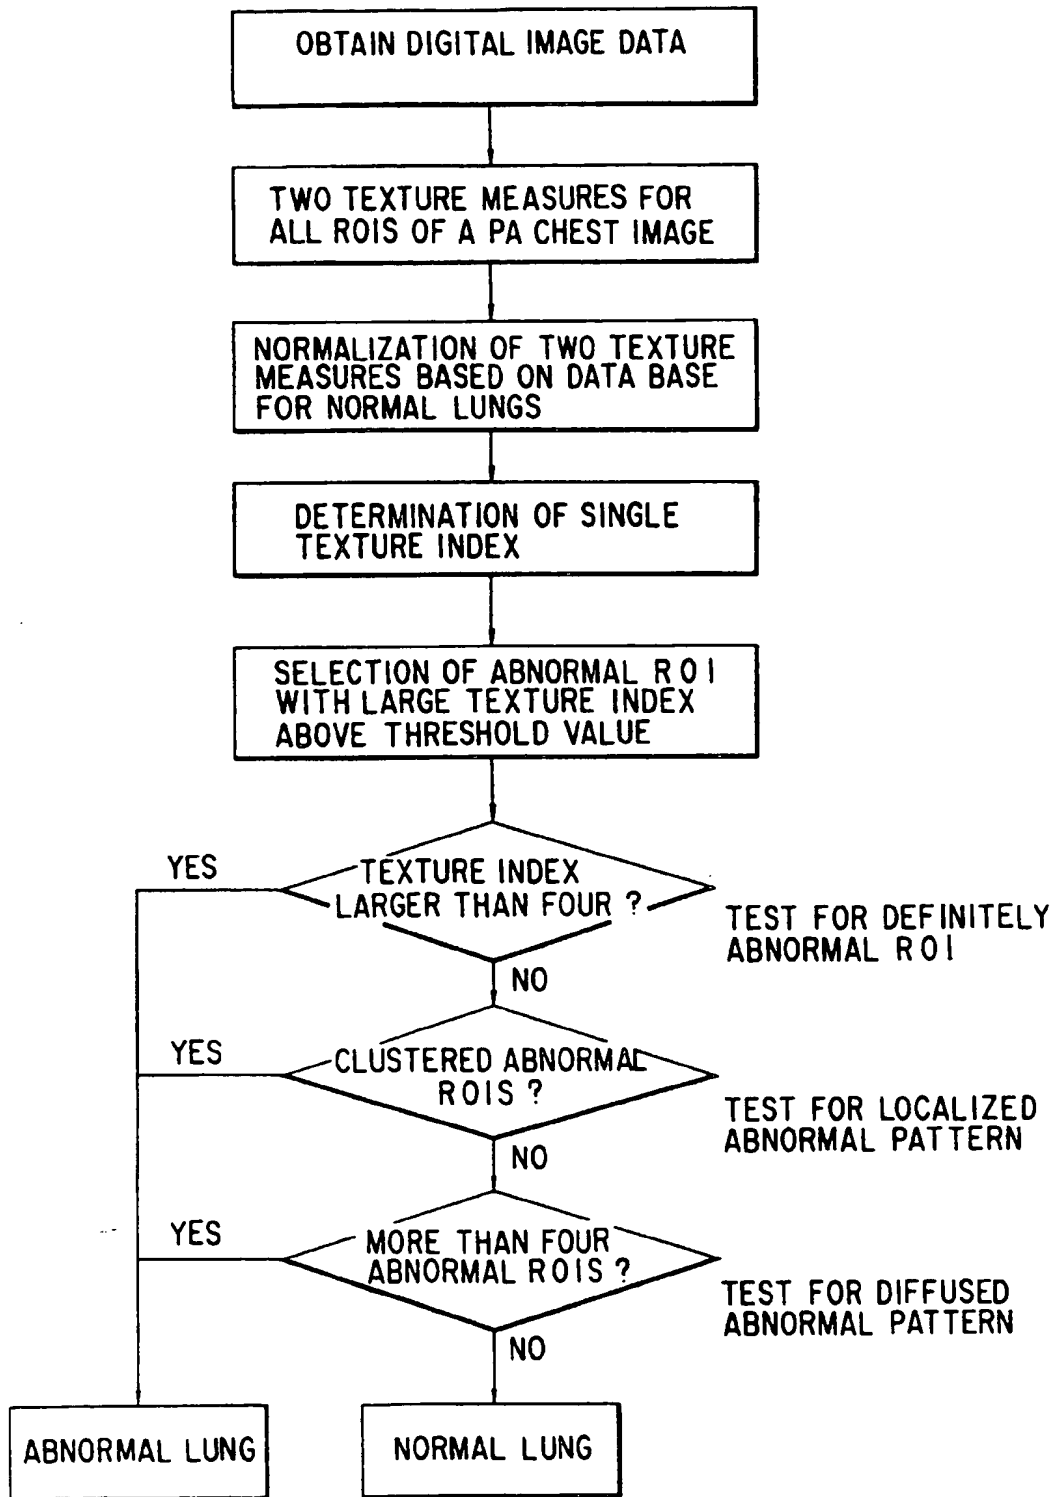 OBTAIN DIGITAL IMAGE DATA
TWO TEXTURE MEASURES FOR
ALL ROIS OF A PA CHEST IMAGE
NORMALIZATION OF TWO TEXTURE
MEASURES BASED ON DATA BASE
FOR NORMAL LUNGS
DETERMINATION OF SINGLE
TEXTURE INDEX
SELECTION OF ABNORMAL ROI
WITH LARGE TEXTURE INDEX
ABOVE THRESHOLD VALUE
YES
TEXTURE INDEX
LARGER THAN FOUR ?
TEST FOR DEFINITELY
ABNORMAL ROI
NO
YES
CLUSTERED ABNORMAL
ROIS ?
TEST FOR LOCALIZED
ABNORMAL PATTERN
NO
YES
MORE THAN FOUR
ABNORMAL ROIS ?
TEST FOR DIFFUSED
ABNORMAL PATTERN
NO
ABNORMAL LUNG
NORMAL LUNG